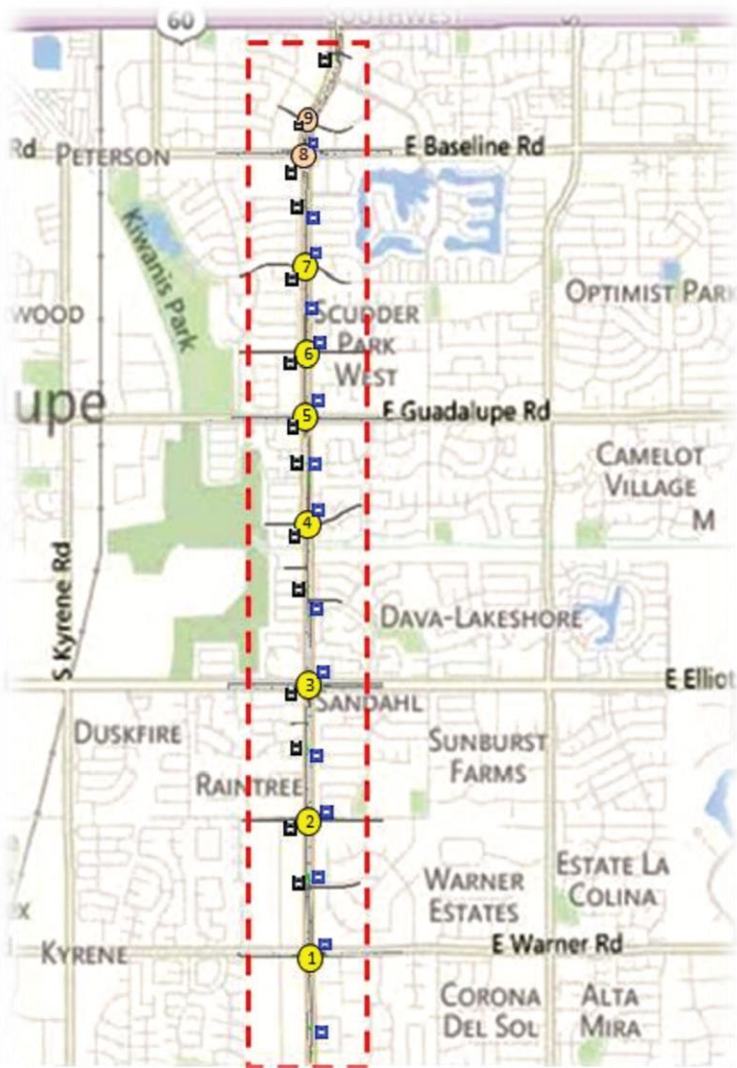 SOUTHWEST
60
9
Rd
PETERSON
8
E Baseline Rd
Kiwanis Park
7
OPTIMIST PARK
WOOD
SCUDDER
PARK
WEST
6
upe
5
E Guadalupe Rd
CAMELOT
VILLAGE
M
4
S Kyrene Rd
DAVA-LAKESHORE
3
E Elliot
SANDAHL
DUSKFIRE
SUNBURST
FARMS
RAINTREE
2
WARNER
ESTATES
ESTATE LA
COLINA
KYRENE
1
E Warner Rd
CORONA
DEL SOL
ALTA
MIRA